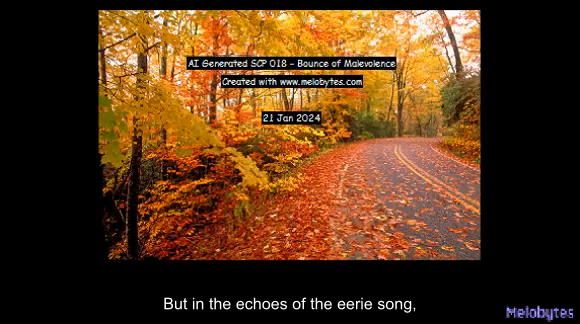 AI Generated SCP 018 - Bounce of Malevolence
Created with www.melobytes.com
21 Jan 2024
But in the echoes of the eerie song,
Melobytes